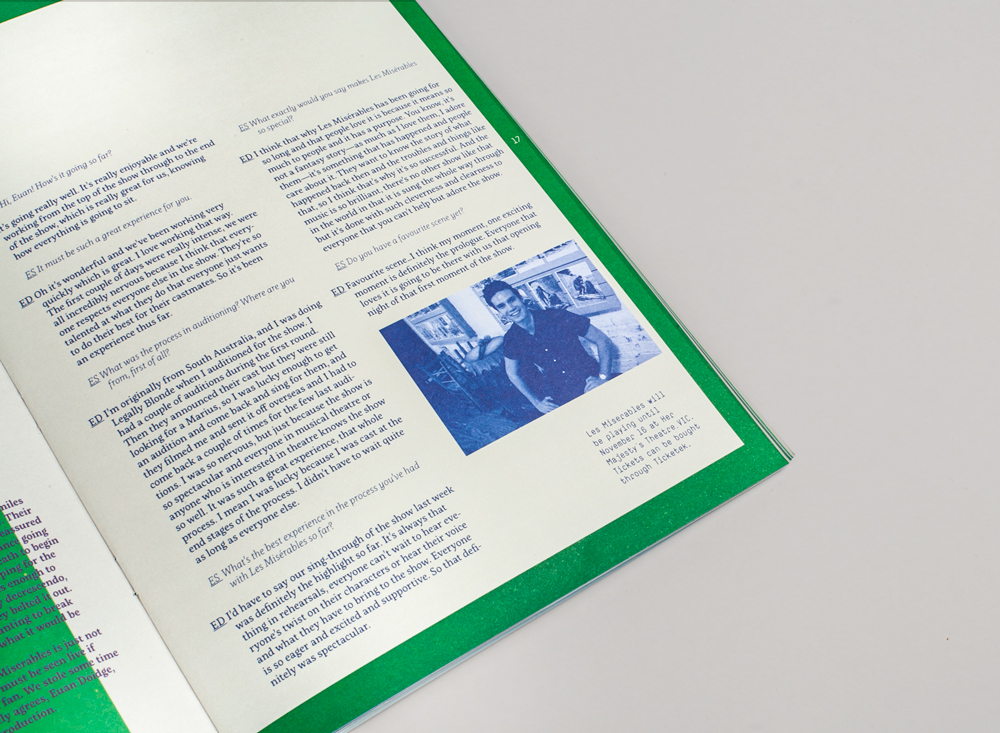 miles
Their
going
to begin
for the
enough to
decresendo,
belted it out.
to break
what it would be
Miserables is just not
must be seen live if
fan. We stole some time
agrees, Euan Doidge,
production.
Hi, Euan! How's it going so far?
It's going really well. It's really enjoyable and we're
working from the top of the show through to the end
of the show, which is really great for us, knowing
how everything is going to sit.
ES It must be such a great experience for you.
ED Oh it's wonderful and we've been working very
quickly which is great. I love working that way.
The first couple of days were really intense, we were
all incredibly nervous because I think that every-
one respects everyone else in the show. They're so
talented at what they do that everyone just wants
to do their best for their castmates. So it's been
an experience thus far.
ES What was the process in auditioning? Where are you
from, first of all?
ED I'm originally from South Australia, and I was doing
Legally Blonde when I auditioned for the show. I
had a couple of auditions during the first round.
Then they announced their cast but they were still
looking for a Marius, so I was lucky enough to get
an audition and come back and sing for them, and
they filmed me and sent it off overseas and I had to
come back a couple of times for the few last audi-
tions. I was so nervous, but just because the show is
so spectacular and everyone in musical theatre or
anyone who is interested in theatre knows the show
so well. It was such a great experience, that whole
process. I mean I was lucky because I was cast at the
end stages of the process. I didn't have to wait quite
as long as everyone else.
ES What's the best experience in the process you've had
with Les Misérables so far?
ED I'd have to say our sing-through of the show last week
was definitely the highlight so far. It's always that
thing in rehearsals, everyone can't wait to hear eve-
ryone's twist on their characters or hear their voice
and what they have to bring to the show. Everyone
is so eager and excited and supportive. So that defi-
nitely was spectacular.
ES What exactly would you say makes Les Misérables
so special?
ED I think that why Les Misérables has been going for
so long and that people love it is because it means so
much to people and it has a purpose. You know, it's
not a fantasy story—as much as I love them, I adore
them—it's something that has happened and people
care about it. They want to know the story of what
happened back then and the troubles and things like
that, so I think that's why it's so successful. And the
music is so brilliant, there's no other show like that
in the world in that it is sung the whole way through
but it's done with such cleverness and clearness to
everyone that you can't help but adore the show.
ES Do you have a favourite scene yet?
ED Favourite scene...I think my moment, one exciting
moment is definitely the prologue. Everyone that
loves it is going to be there with us that opening
night of that first moment of the show.
Les Miserables will
be playing until
November 16 at Her
Majesty's Theatre VIC.
Tickets can be bought
through Ticketek.
17